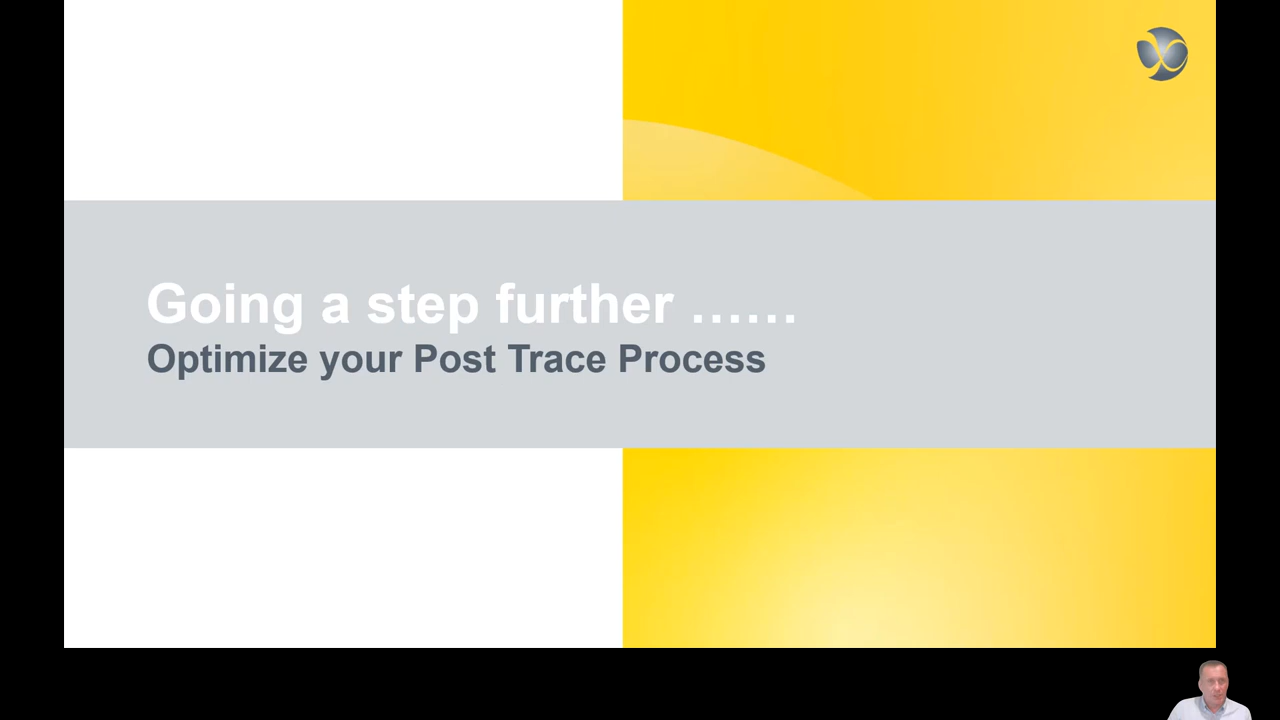 Going a step further ……
Optimize your Post Trace Process